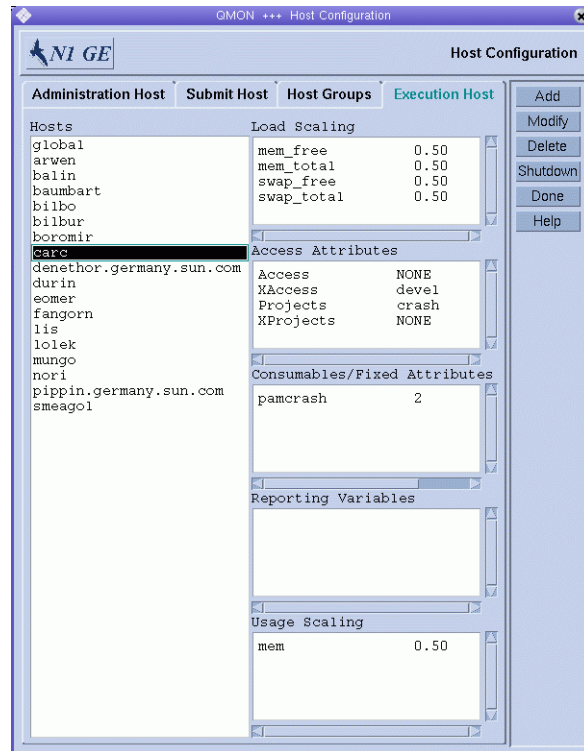 QMON +++ Host Configuration
N1 GE
Host Configuration
Administration Host
Submit Host
Host Groups
Execution Host
Hosts
global
arwen
balin
baumbart
bilbo
bilbur
boromir
carc
denethor.germany.sun.com
durin
eomer
fangorn
lis
lolek
mungo
nori
pippin.germany.sun.com
smeagol
Load Scaling
mem_free 0.50
mem_total 0.50
swap_free 0.50
swap_total 0.50
Access Attributes
Access NONE
XAccess devel
Projects crash
XProjects NONE
Consumables/Fixed Attributes
pamcrash 2
Reporting Variables
Usage Scaling
mem 0.50
Add
Modify
Delete
Shutdown
Done
Help